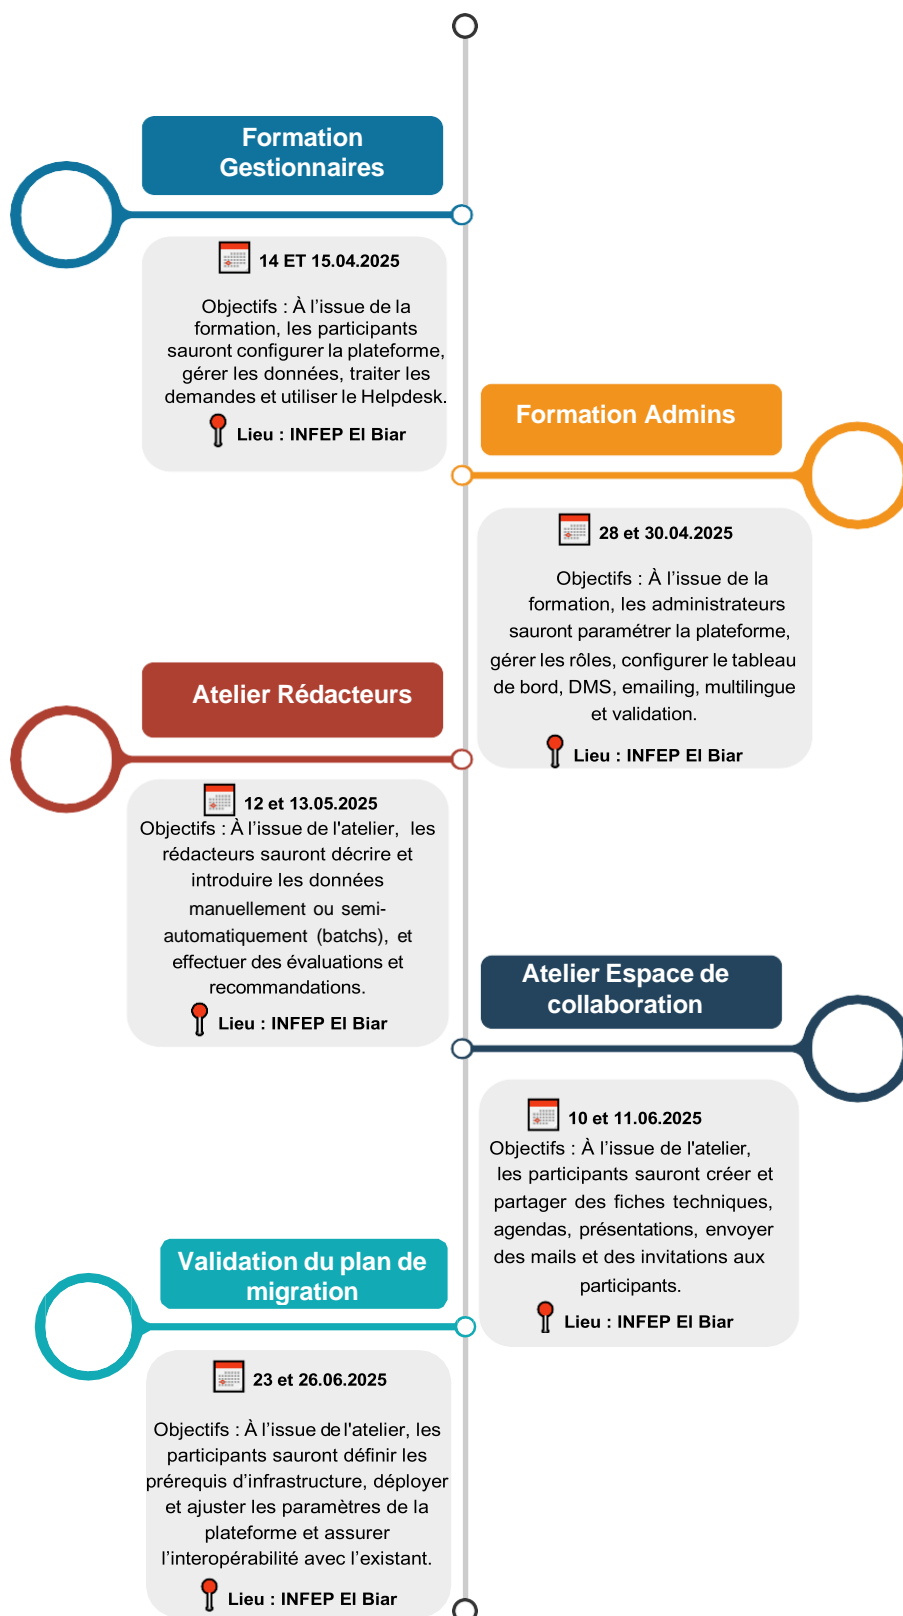 Formation
Gestionnaires
14 ET 15.04.2025
Objectifs : À l’issue de la
formation, les participants
sauront configurer la plateforme,
gérer les données, traiter les
demandes et utiliser le Helpdesk.
Lieu : INFEP El Biar
Formation Admins
28 et 30.04.2025
Objectifs : À l’issue de la
formation, les administrateurs
sauront paramétrer la plateforme,
gérer les rôles, configurer le tableau
de bord, DMS, emailing, multilingue
et validation.
Lieu : INFEP El Biar
Atelier Rédacteurs
12 et 13.05.2025
Objectifs : À l’issue de l'atelier, les
rédacteurs sauront décrire et
introduire les données
manuellement ou semi-
automatiquement (batchs), et
effectuer des évaluations et
recommandations.
Lieu : INFEP El Biar
Atelier Espace de
collaboration
10 et 11.06.2025
Objectifs : À l’issue de l'atelier,
les participants sauront créer et
partager des fiches techniques,
agendas, présentations, envoyer
des mails et des invitations aux
participants.
Lieu : INFEP El Biar
Validation du plan de
migration
23 et 26.06.2025
Objectifs : À l’issue de l'atelier, les
participants sauront définir les
prérequis d’infrastructure, déployer
et ajuster les paramètres de la
plateforme et assurer
l’interopérabilité avec l’existant.
Lieu : INFEP El Biar